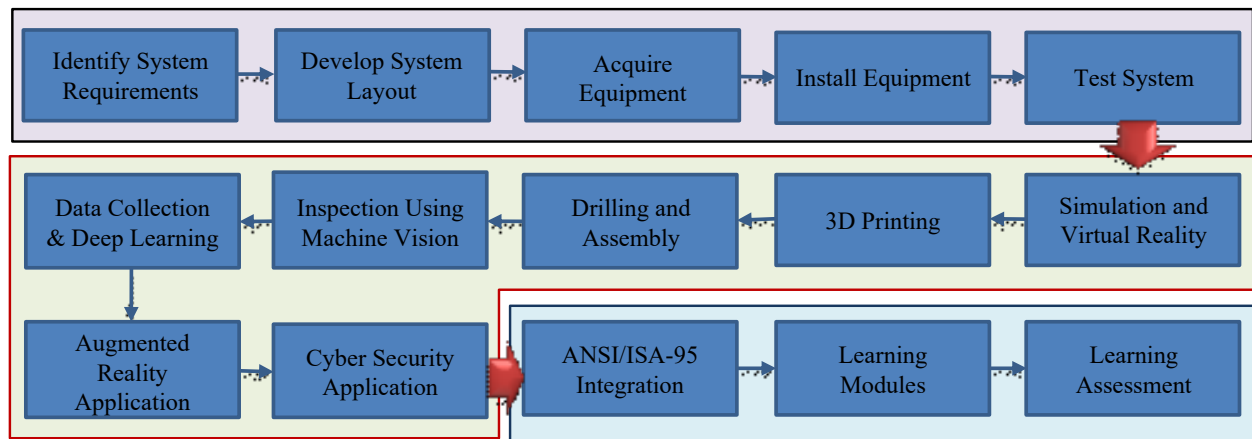 Identify System
Requirements
Develop System
Layout
Acquire
Equipment
Install Equipment
Test System
Simulation and
Virtual Reality
3D Printing
Drilling and
Assembly
Inspection Using
Machine Vision
Data Collection
& Deep Learning
Augmented
Reality
Application
Cyber Security
Application
ANSI/ISA-95
Integration
Learning
Modules
Learning
Assessment